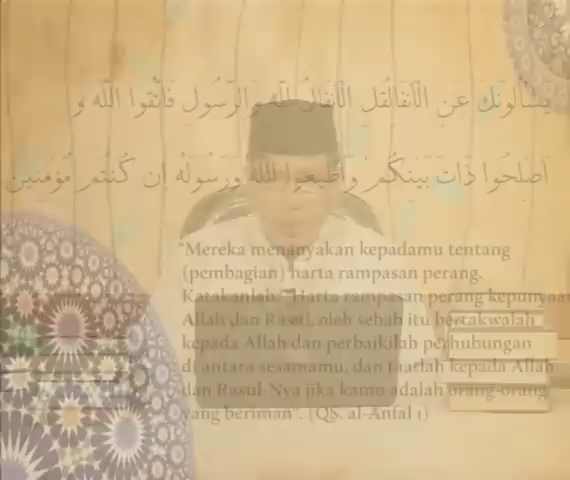 يَسْأَلُونَكَ عَنِ الْأَنْفَالِ قُلِ الْأَنْفَالُ لِلَّهِ وَالرَّسُولِ فَاتَّقُوا اللَّهَ وَ
أَصْلِحُوا ذَاتَ بَيْنِكُمْ وَأَطِيعُوا اللَّهَ وَرَسُولَهُ إِن كُنتُم مُّؤْمِنِينَ
"Mereka menanyakan kepadamu tentang
(pembagian) harta rampasan perang.
Katakanlah: "Harta rampasan perang kepunyaan
Allah dan Rasul, oleh sebab itu bertakwalah
kepada Allah dan perbaikilah perhubungan
di antara sesamamu, dan taatlah kepada Allah
dan Rasul-Nya jika kamu adalah orang-orang
yang beriman". (QS. al-Anfal 1)